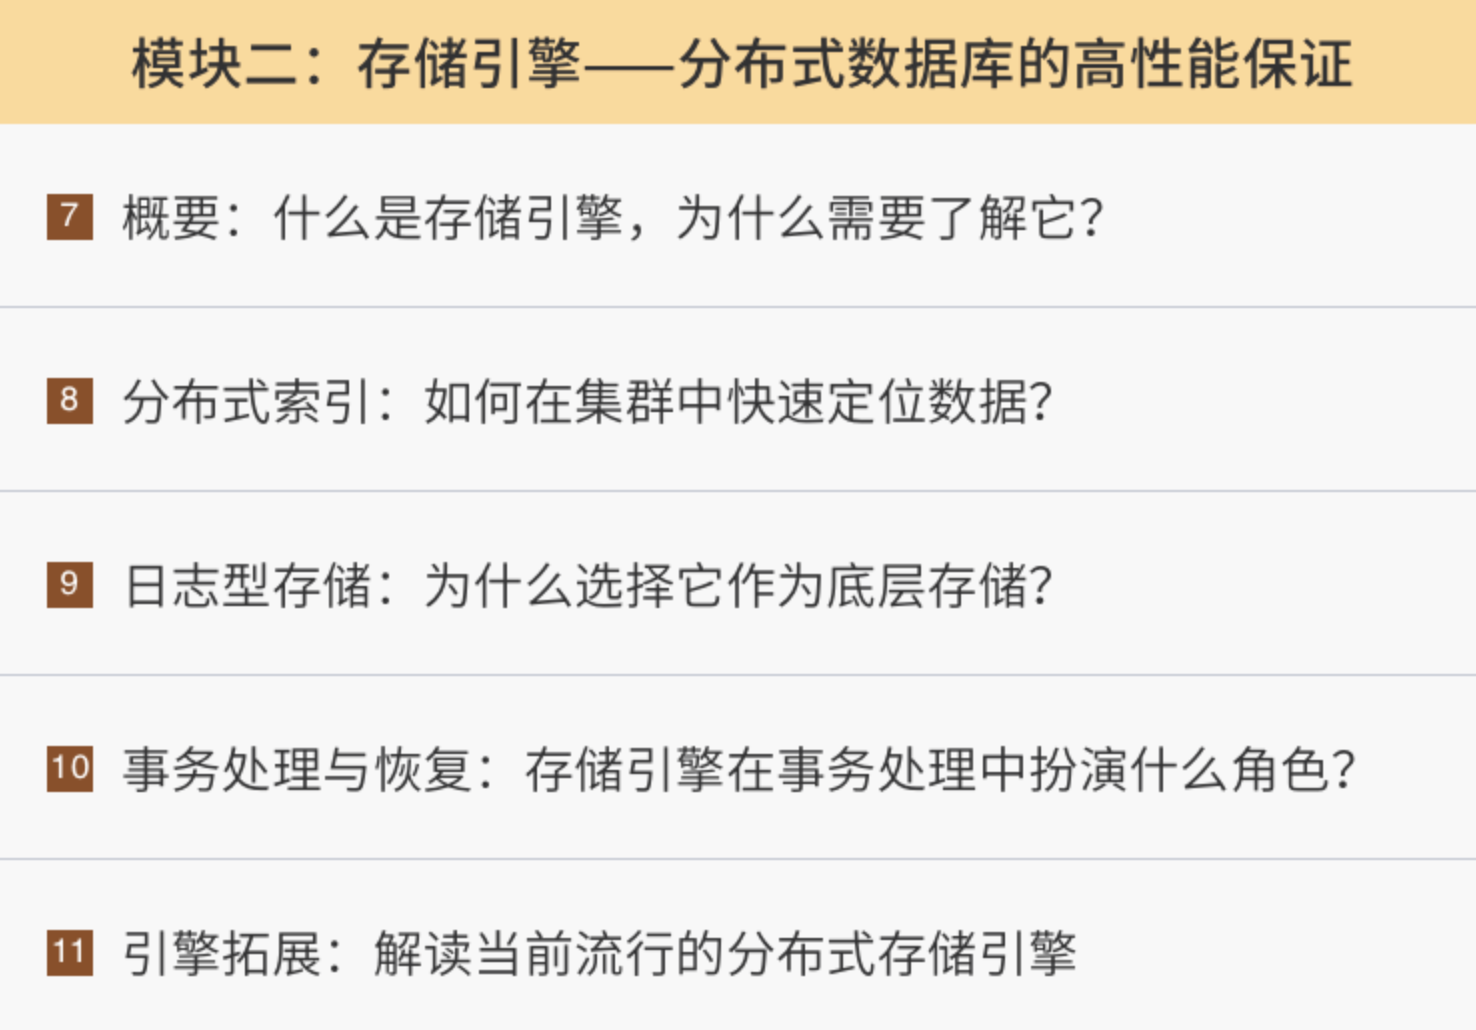 模块二：存储引擎——分布式数据库的高性能保证
7 概要：什么是存储引擎，为什么需要了解它？
8 分布式索引：如何在集群中快速定位数据？
9 日志型存储：为什么选择它作为底层存储？
10 事务处理与恢复：存储引擎在事务处理中扮演什么角色？
11 引擎拓展：解读当前流行的分布式存储引擎